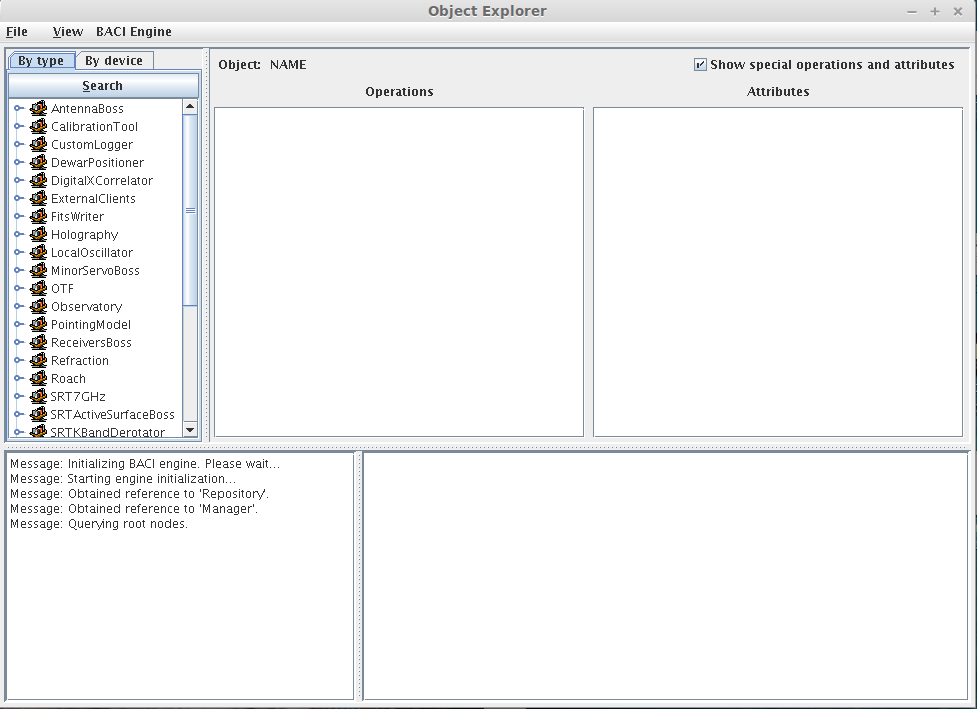 Object Explorer
File View BACI Engine
By type By device
Search
AntennaBoss
CalibrationTool
CustomLogger
DewarPositioner
DigitalXCorrelator
ExternalClients
FitsWriter
Holography
LocalOscillator
MinorServoBoss
OTF
Observatory
PointingModel
ReceiversBoss
Refraction
Roach
SRT7GHz
SRTActiveSurfaceBoss
SRTKBandDerotator
Object: NAME
Show special operations and attributes
Operations
Attributes
Message: Initializing BACI engine. Please wait...
Message: Starting engine initialization...
Message: Obtained reference to 'Repository'.
Message: Obtained reference to 'Manager'.
Message: Querying root nodes.